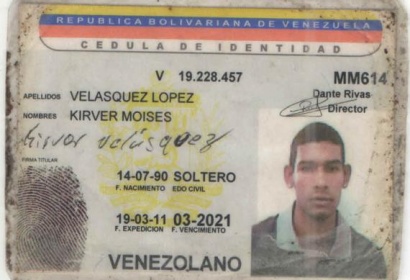 REPUBLICA BOLIVARIANA DE VENEZUELA
CEDULA DE IDENTIDAD
V 19.228.457 MM614
Dante Rivas
Director
APELLIDOS VELASQUEZ LOPEZ
NOMBRES KIRVER MOISES
Kirver velásquez
FIRMA TITULAR
14-07-90 SOLTERO
F. NACIMIENTO EDO CIVIL
19-03-11 03-2021
F. EXPEDICION F. VENCIMIENTO
VENEZOLANO